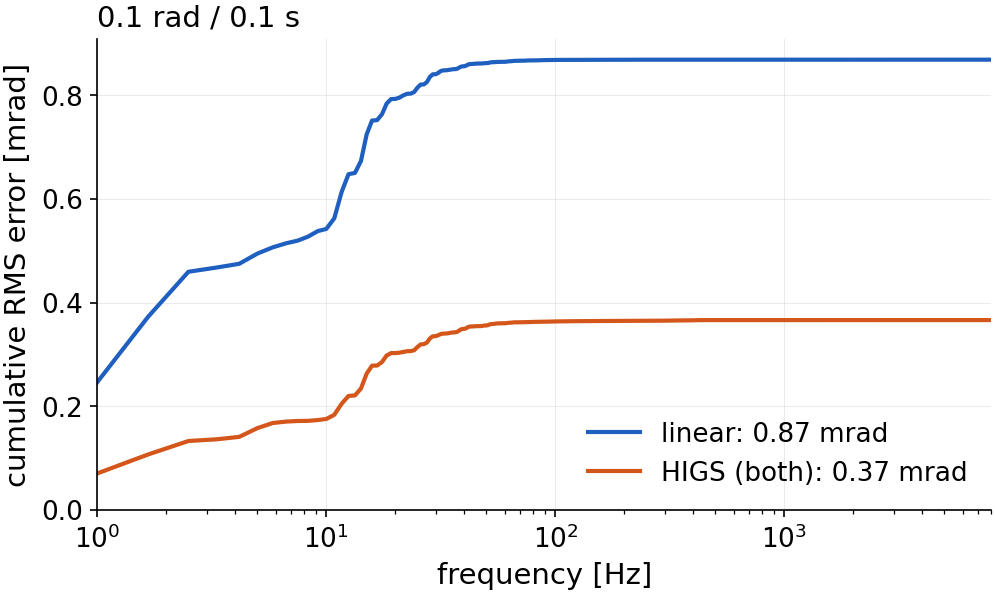 0.1 rad / 0.1 s
cumulative RMS error [mrad]
0.8
0.6
0.4
0.2
0.0
linear: 0.87 mrad
HIGS (both): 0.37 mrad
10⁰ 10¹ 10² 10³
frequency [Hz]